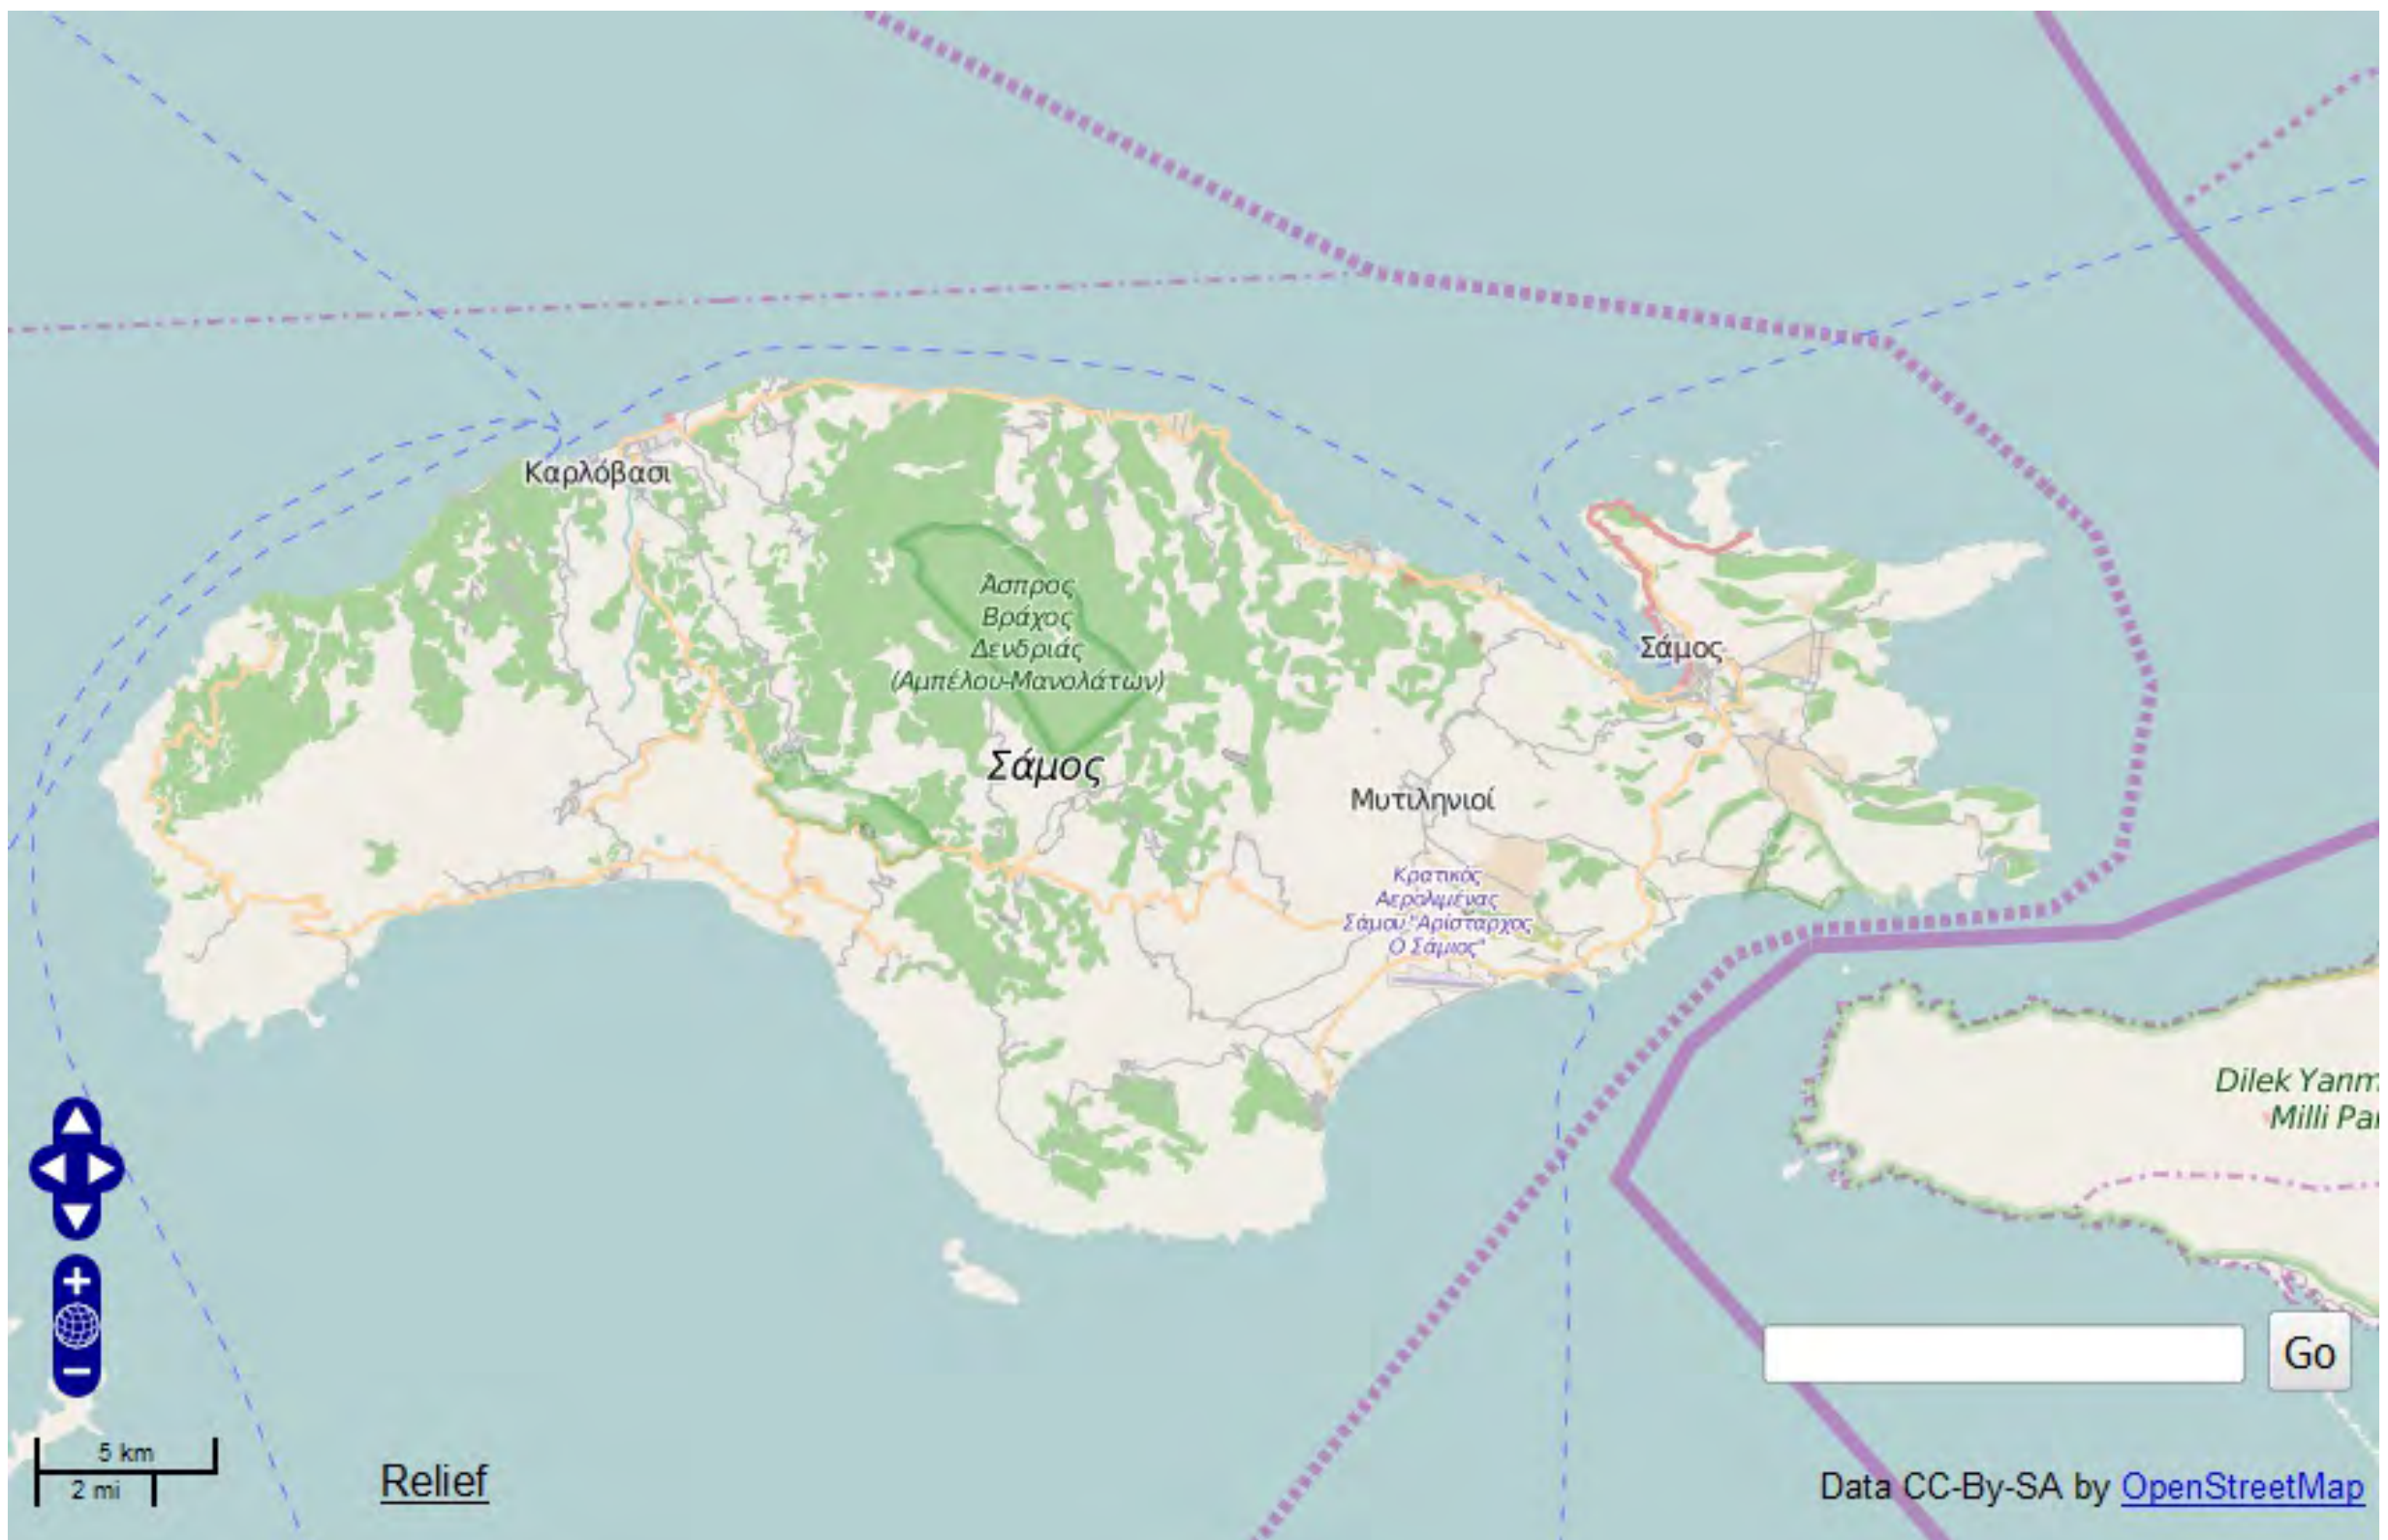 Καρλόβασι
Άσπρος
Βράχος
Δενδριάς
(Αμπέλου-Μανολάτων)
Σάμος
Σάμος
Μυτιληνιοί
Κρατικός
Αερολιμένας
Σάμου "Αρίσταρχος
Ο Σάμιος"
Dilek Yanm
Milli Par
Go
5 km
2 mi
Relief
Data CC-By-SA by OpenStreetMap